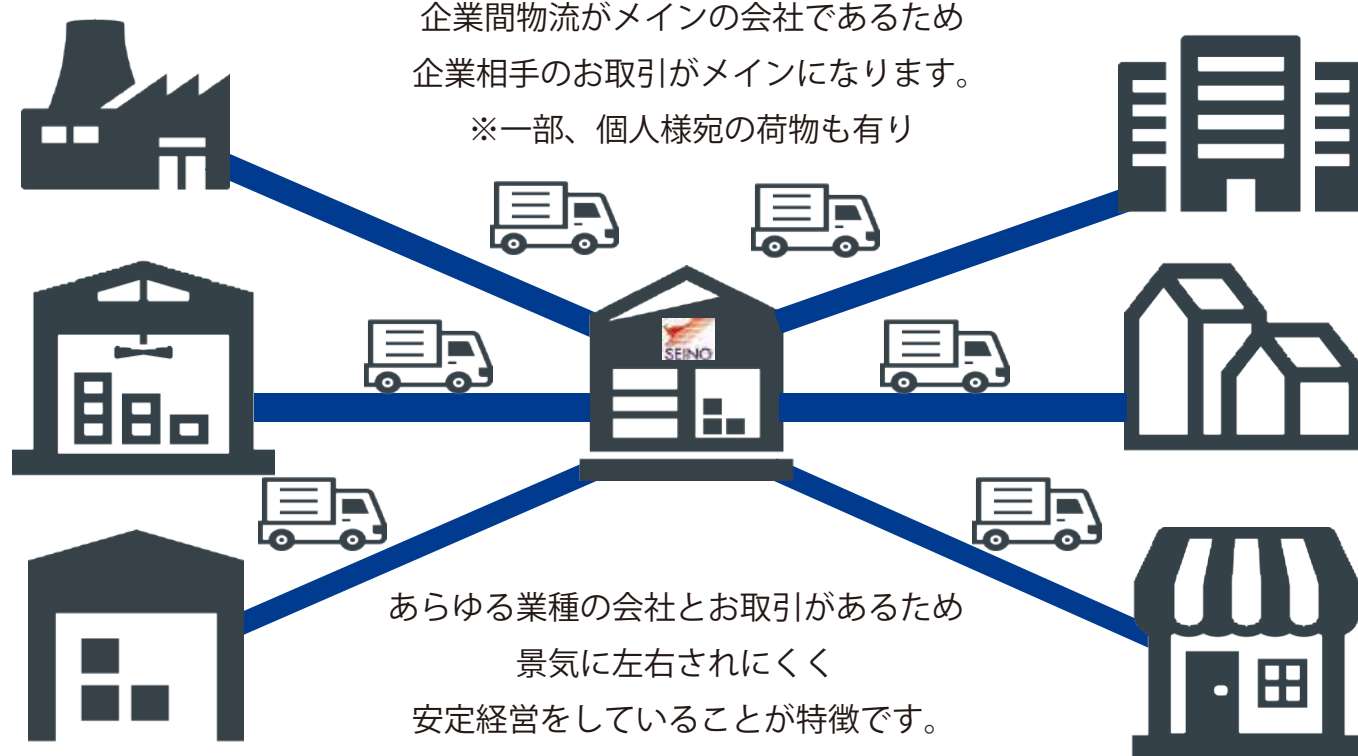 企業間物流がメインの会社であるため
企業相手のお取引がメインになります。
※一部、個人様宛の荷物も有り
SEINO
あらゆる業種の会社とお取引があるため
景気に左右されにくく
安定経営をしていることが特徴です。